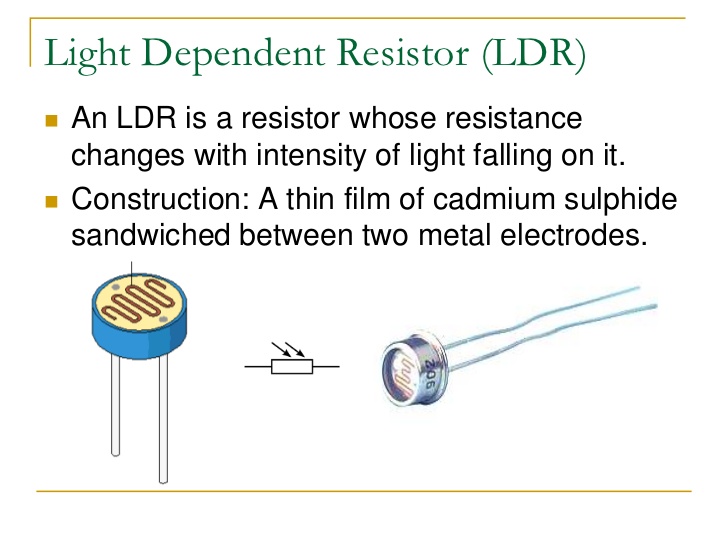 Light Dependent Resistor (LDR)
An LDR is a resistor whose resistance
changes with intensity of light falling on it.
Construction: A thin film of cadmium sulphide
sandwiched between two metal electrodes.
902